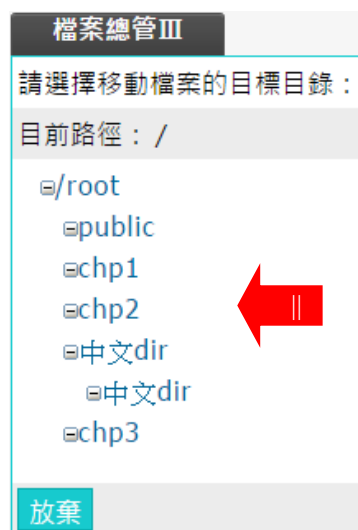 檔案總管III
請選擇移動檔案的目標目錄：
目前路徑：/
/root
public
chp1
chp2
||
中文dir
中文dir
chp3
放棄